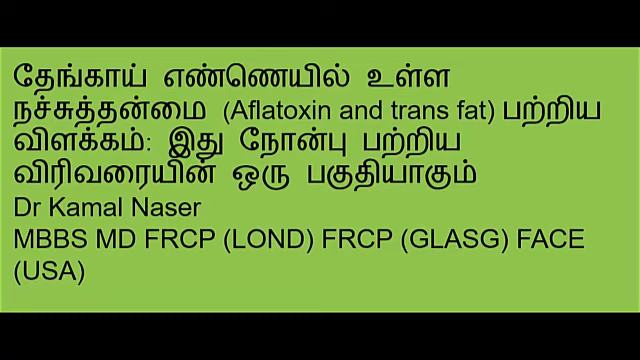 தேங்காய் எண்ணெயில் உள்ள
நச்சுத்தன்மை (Aflatoxin and trans fat) பற்றிய
விளக்கம்: இது நோன்பு பற்றிய
விரிவரையின் ஒரு பகுதியாகும்
Dr Kamal Naser
MBBS MD FRCP (LOND) FRCP (GLASG) FACE
(USA)